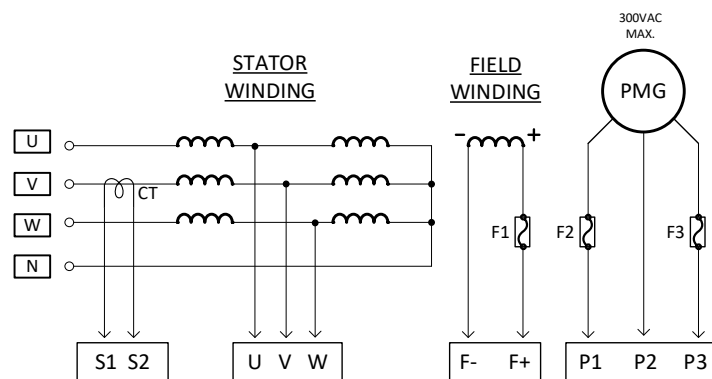 300VAC
MAX.
STATOR
WINDING
FIELD
WINDING
PMG
U
V
W
N
CT
- +
F1
F2
F3
S1 S2
U V W
F- F+
P1 P2 P3